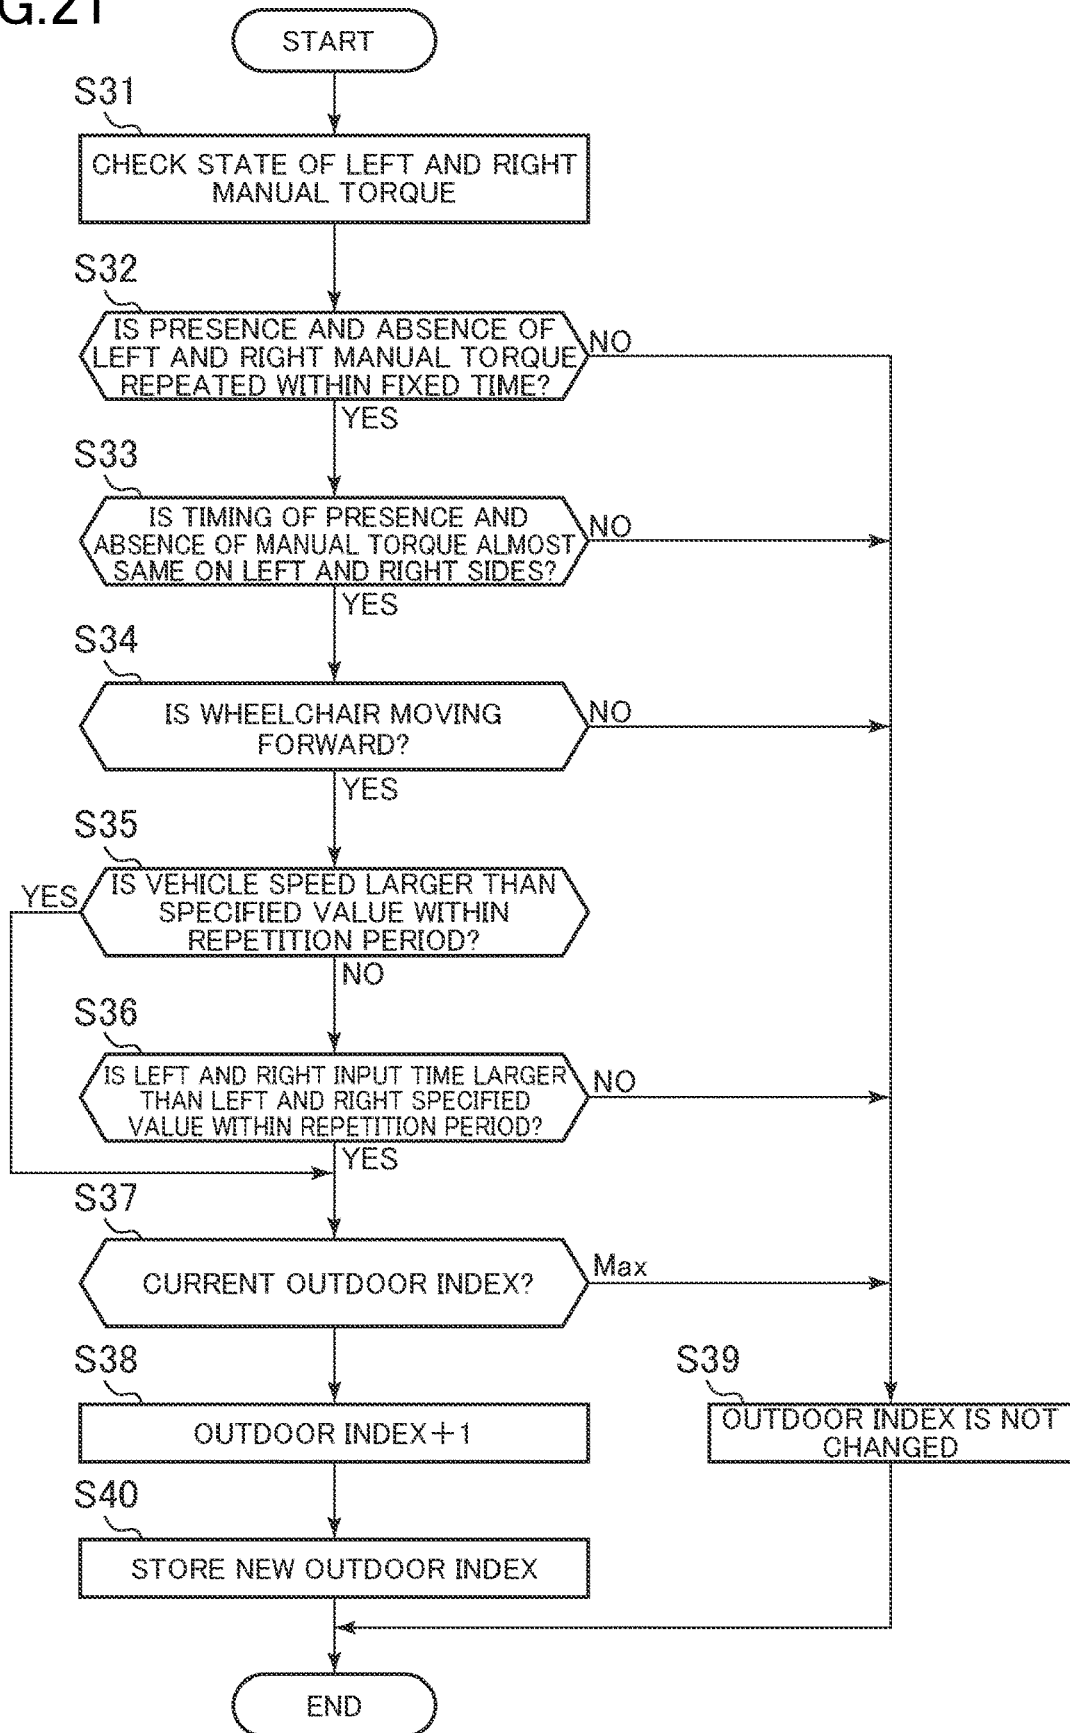 G.21
START
S31
CHECK STATE OF LEFT AND RIGHT
MANUAL TORQUE
S32
IS PRESENCE AND ABSENCE OF
LEFT AND RIGHT MANUAL TORQUE
REPEATED WITHIN FIXED TIME?
NO
YES
S33
IS TIMING OF PRESENCE AND
ABSENCE OF MANUAL TORQUE ALMOST
SAME ON LEFT AND RIGHT SIDES?
NO
YES
S34
IS WHEELCHAIR MOVING
FORWARD?
NO
YES
S35
YES
IS VEHICLE SPEED LARGER THAN
SPECIFIED VALUE WITHIN
REPETITION PERIOD?
NO
S36
IS LEFT AND RIGHT INPUT TIME LARGER
THAN LEFT AND RIGHT SPECIFIED
VALUE WITHIN REPETITION PERIOD?
NO
YES
S37
CURRENT OUTDOOR INDEX?
Max
S38
OUTDOOR INDEX+1
S39
OUTDOOR INDEX IS NOT
CHANGED
S40
STORE NEW OUTDOOR INDEX
END